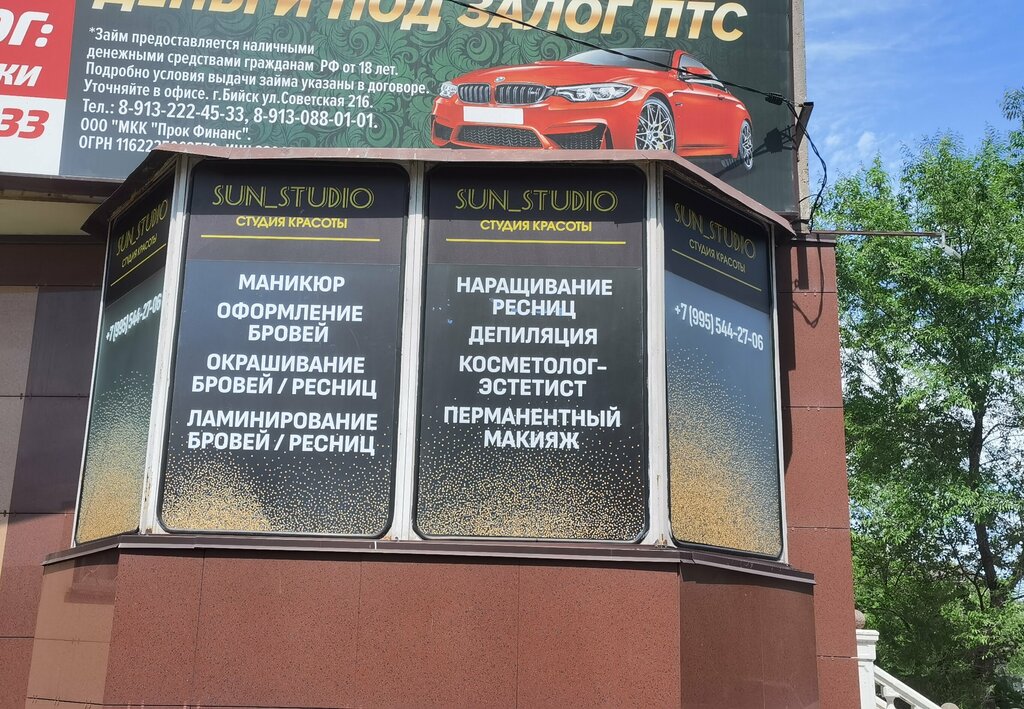 ДЕНЬГИ ПОД ЗАЛОГ ПТС
ОГ:
ки
33
*Займ предоставляется наличными
денежными средствами гражданам РФ от 18 лет.
Подробно условия выдачи займа указаны в договоре.
Уточняйте в офисе. г.Бийск ул.Советская 216.
Тел.: 8-913-222-45-33, 8-913-088-01-01.
ООО "МКК "Прок Финанс".
ОГРН
SUN_STUDIO
СТУДИЯ КРАСОТЫ
+7 (995) 544-27-06
SUN_STUDIO
СТУДИЯ КРАСОТЫ
МАНИКЮР
ОФОРМЛЕНИЕ
БРОВЕЙ
ОКРАШИВАНИЕ
БРОВЕЙ / РЕСНИЦ
ЛАМИНИРОВАНИЕ
БРОВЕЙ / РЕСНИЦ
SUN_STUDIO
СТУДИЯ КРАСОТЫ
НАРАЩИВАНИЕ
РЕСНИЦ
ДЕПИЛЯЦИЯ
КОСМЕТОЛОГ-
ЭСТЕТИСТ
ПЕРМАНЕНТНЫЙ
МАКИЯЖ
SUN_STUDIO
СТУДИЯ КРАСОТЫ
+7 (995) 544-27-06